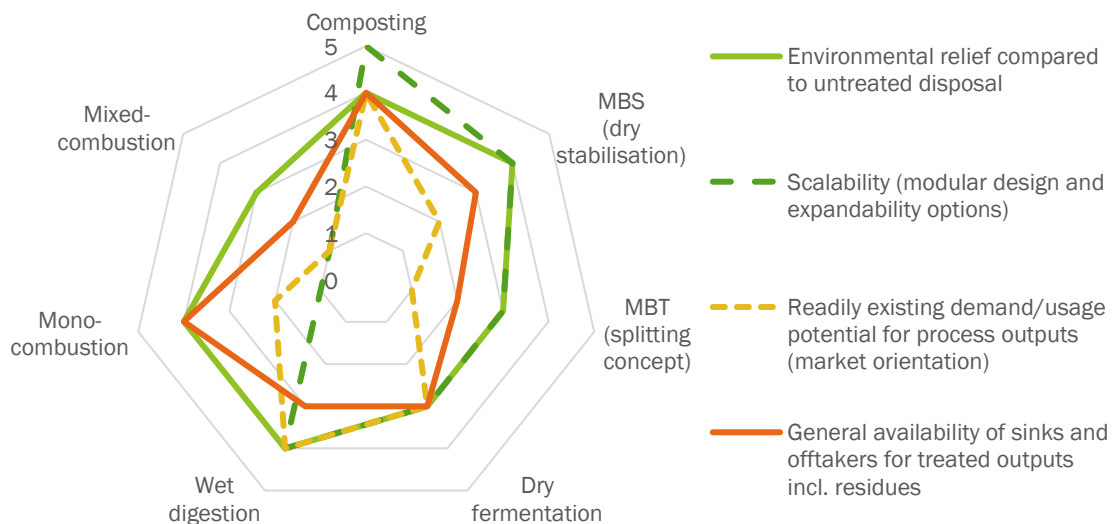 Composting
5
4
3
2
1
0
MBS
(dry
stabilisation)
MBT
(splitting
concept)
Dry
fermentation
Wet
digestion
Mono-
combustion
Mixed-
combustion
Environmental relief compared
to untreated disposal
Scalability (modular design and
expandability options)
Readily existing demand/usage
potential for process outputs
(market orientation)
General availability of sinks and
offtakers for treated outputs
incl. residues